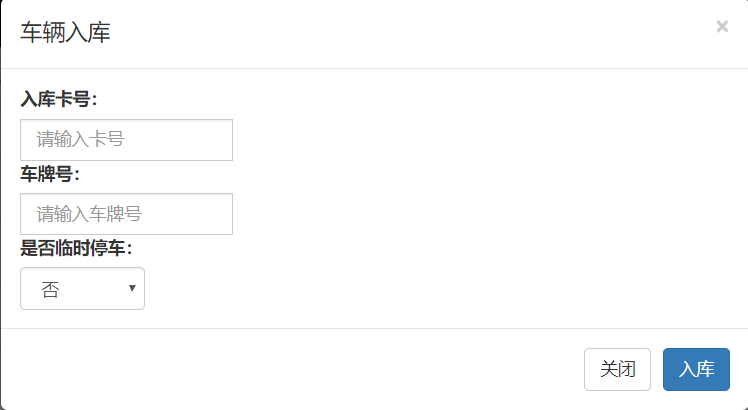 车辆入库
×
入库卡号：
请输入卡号
车牌号：
请输入车牌号
是否临时停车：
否
关闭 入库